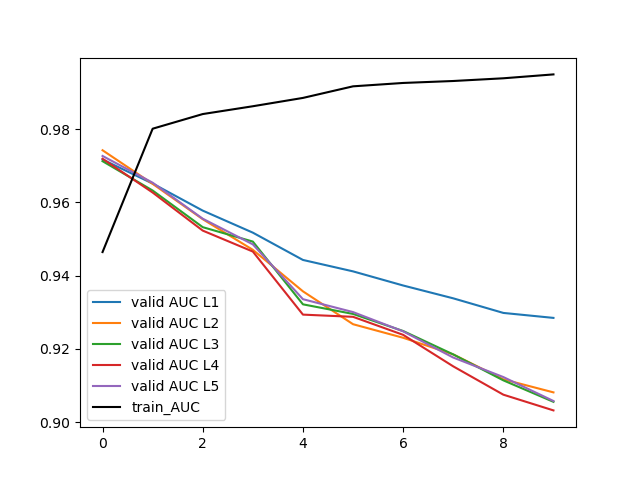 0.98
0.96
0.94
0.92
0.90
valid AUC L1
valid AUC L2
valid AUC L3
valid AUC L4
valid AUC L5
train_AUC
0 2 4 6 8